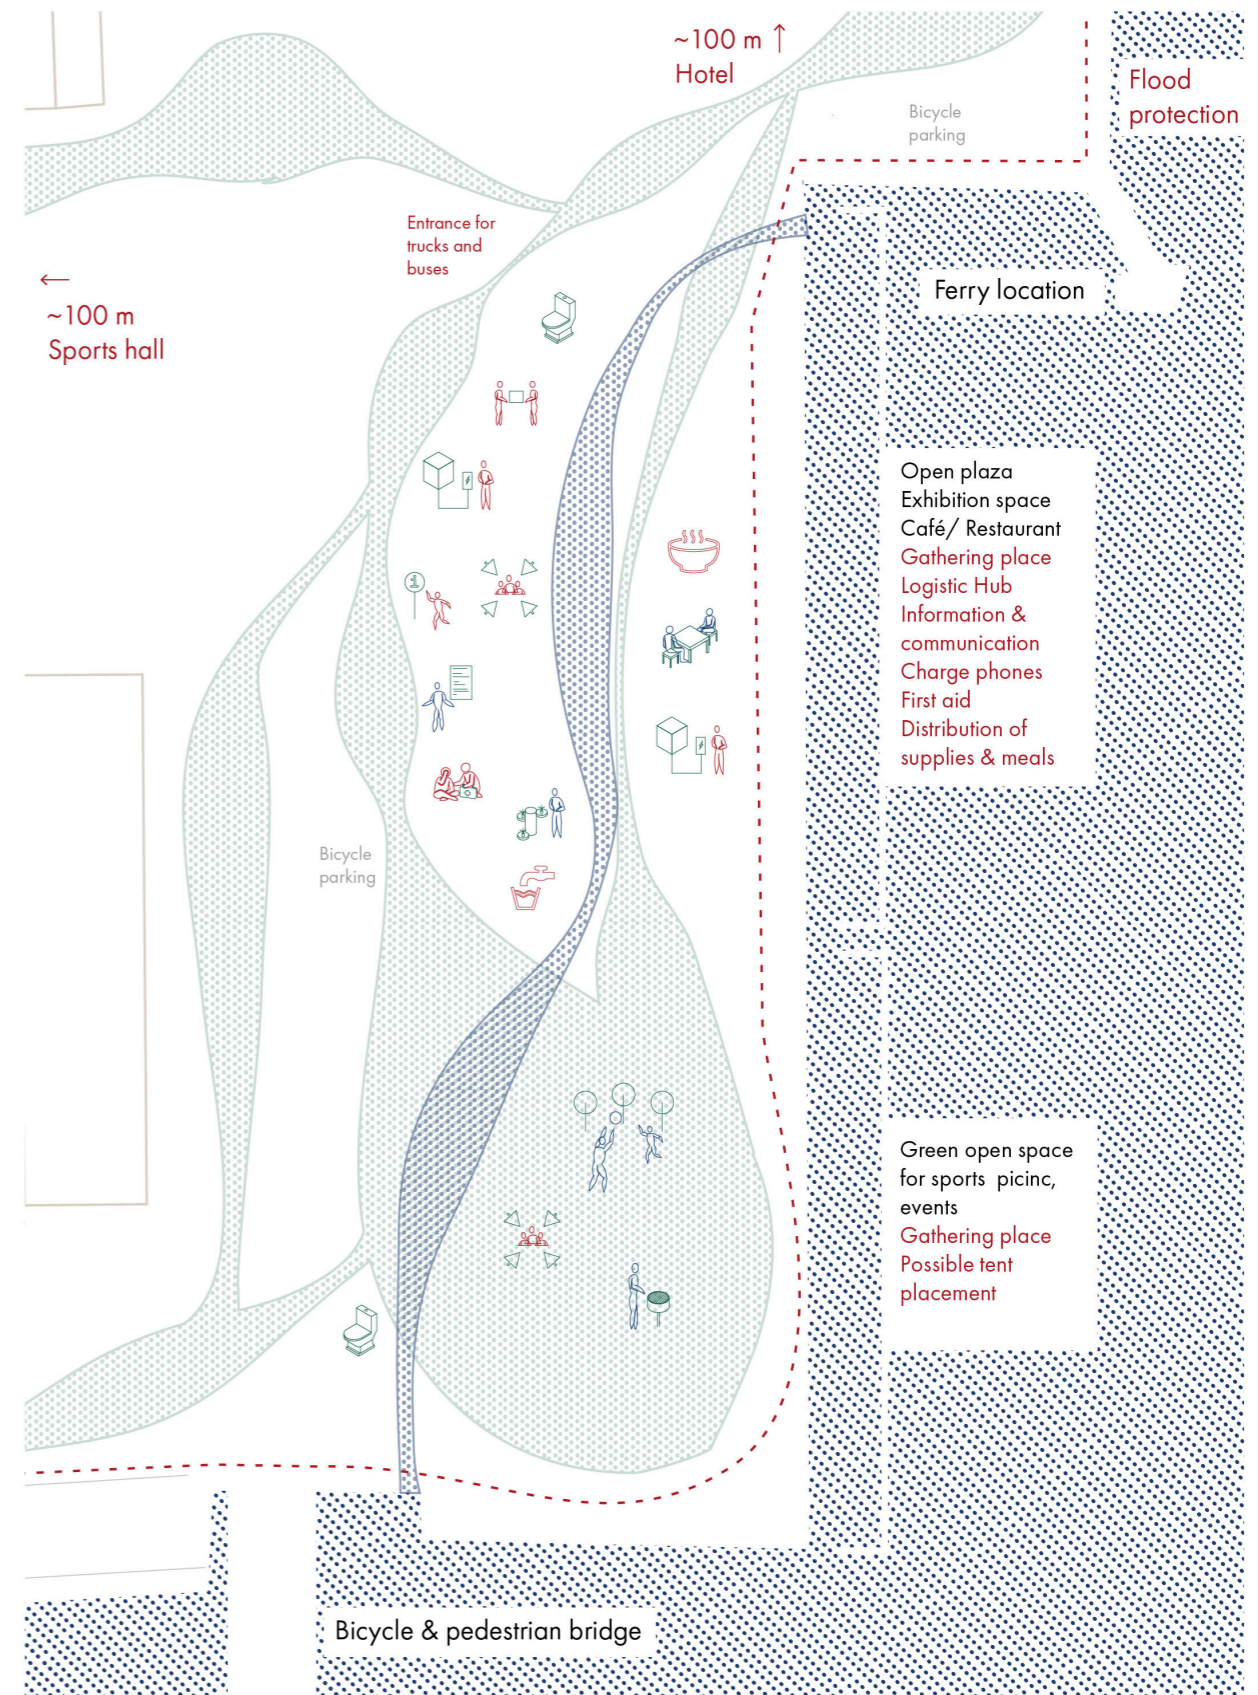 ~100 m ↑
Hotel
Flood
protection
Bicycle
parking
Entrance for
trucks and
buses
←
~100 m
Sports hall
Ferry location
Open plaza
Exhibition space
Café/ Restaurant
Gathering place
Logistic Hub
Information &
communication
Charge phones
First aid
Distribution of
supplies & meals
Bicycle
parking
Green open space
for sports  picinc,
events
Gathering place
Possible tent
placement
Bicycle & pedestrian bridge